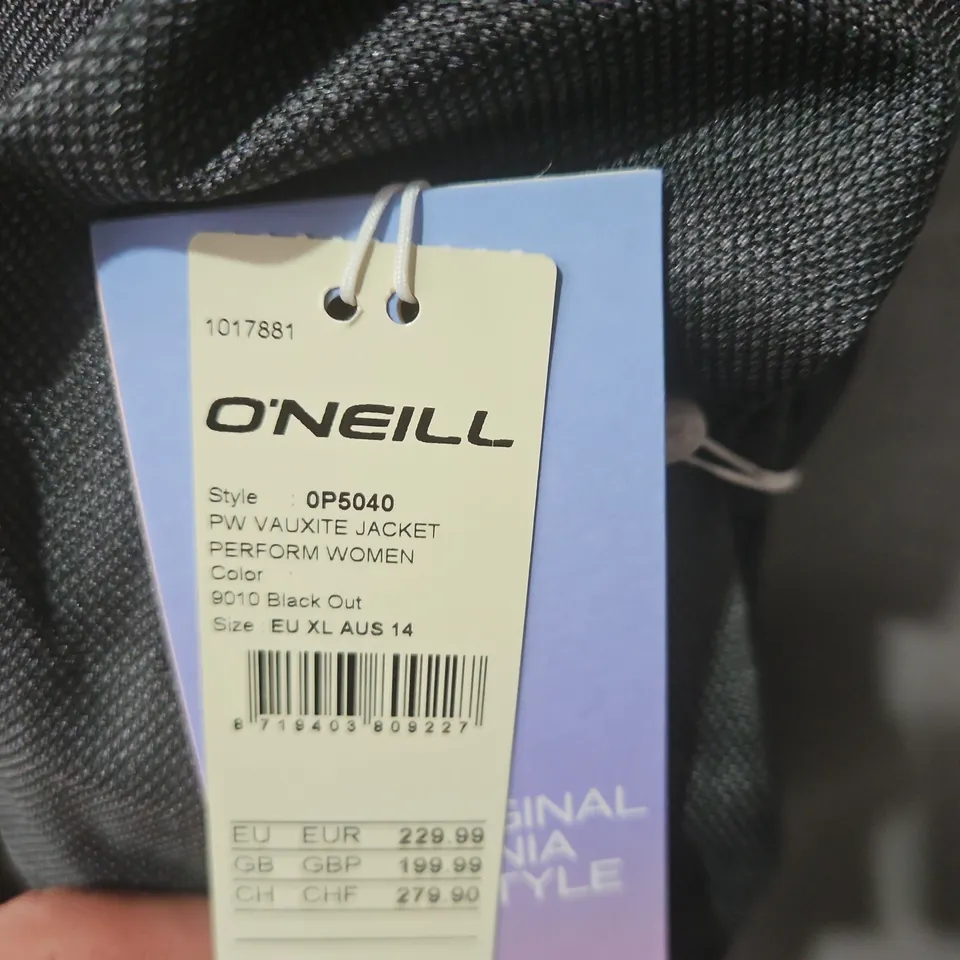 1017881
O'NEILL
Style : 0P5040
PW VAUXITE JACKET
PERFORM WOMEN
Color :
9010 Black Out
Size : EU XL AUS 14
8 719403 809227
EU EUR 229.99
GB GBP 199.99
CH CHF 279.90
GINAL
NIA
TYLE